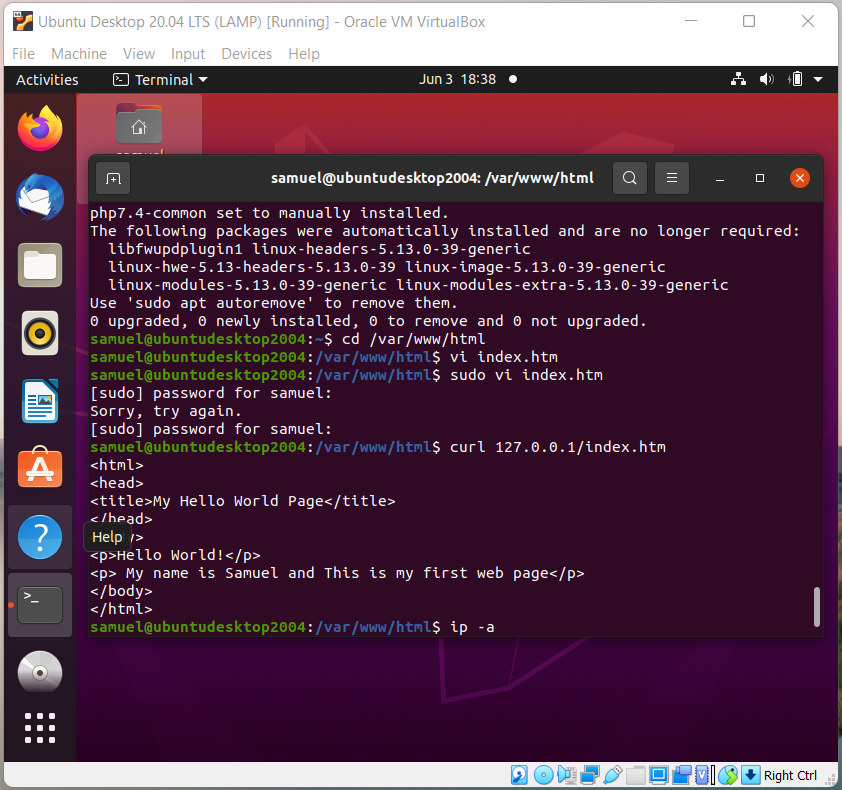 Ubuntu Desktop 20.04 LTS (LAMP) [Running] - Oracle VM VirtualBox
File Machine View Input Devices Help
Activities Terminal Jun 3 18:38
samuel
samuel@ubuntudesktop2004: /var/www/html
php7.4-common set to manually installed.
The following packages were automatically installed and are no longer required:
libfwupdplugin1 linux-headers-5.13.0-39-generic
linux-hwe-5.13-headers-5.13.0-39 linux-image-5.13.0-39-generic
linux-modules-5.13.0-39-generic linux-modules-extra-5.13.0-39-generic
Use 'sudo apt autoremove' to remove them.
0 upgraded, 0 newly installed, 0 to remove and 0 not upgraded.
samuel@ubuntudesktop2004:~$ cd /var/www/html
samuel@ubuntudesktop2004:/var/www/html$ vi index.htm
samuel@ubuntudesktop2004:/var/www/html$ sudo vi index.htm
[sudo] password for samuel:
Sorry, try again.
[sudo] password for samuel:
samuel@ubuntudesktop2004:/var/www/html$ curl 127.0.0.1/index.htm
<html>
<head>
<title>My Hello World Page</title>
</head>
Help y>
<p>Hello World!</p>
<p> My name is Samuel and This is my first web page</p>
</body>
</html>
samuel@ubuntudesktop2004:/var/www/html$ ip -a
Right Ctrl